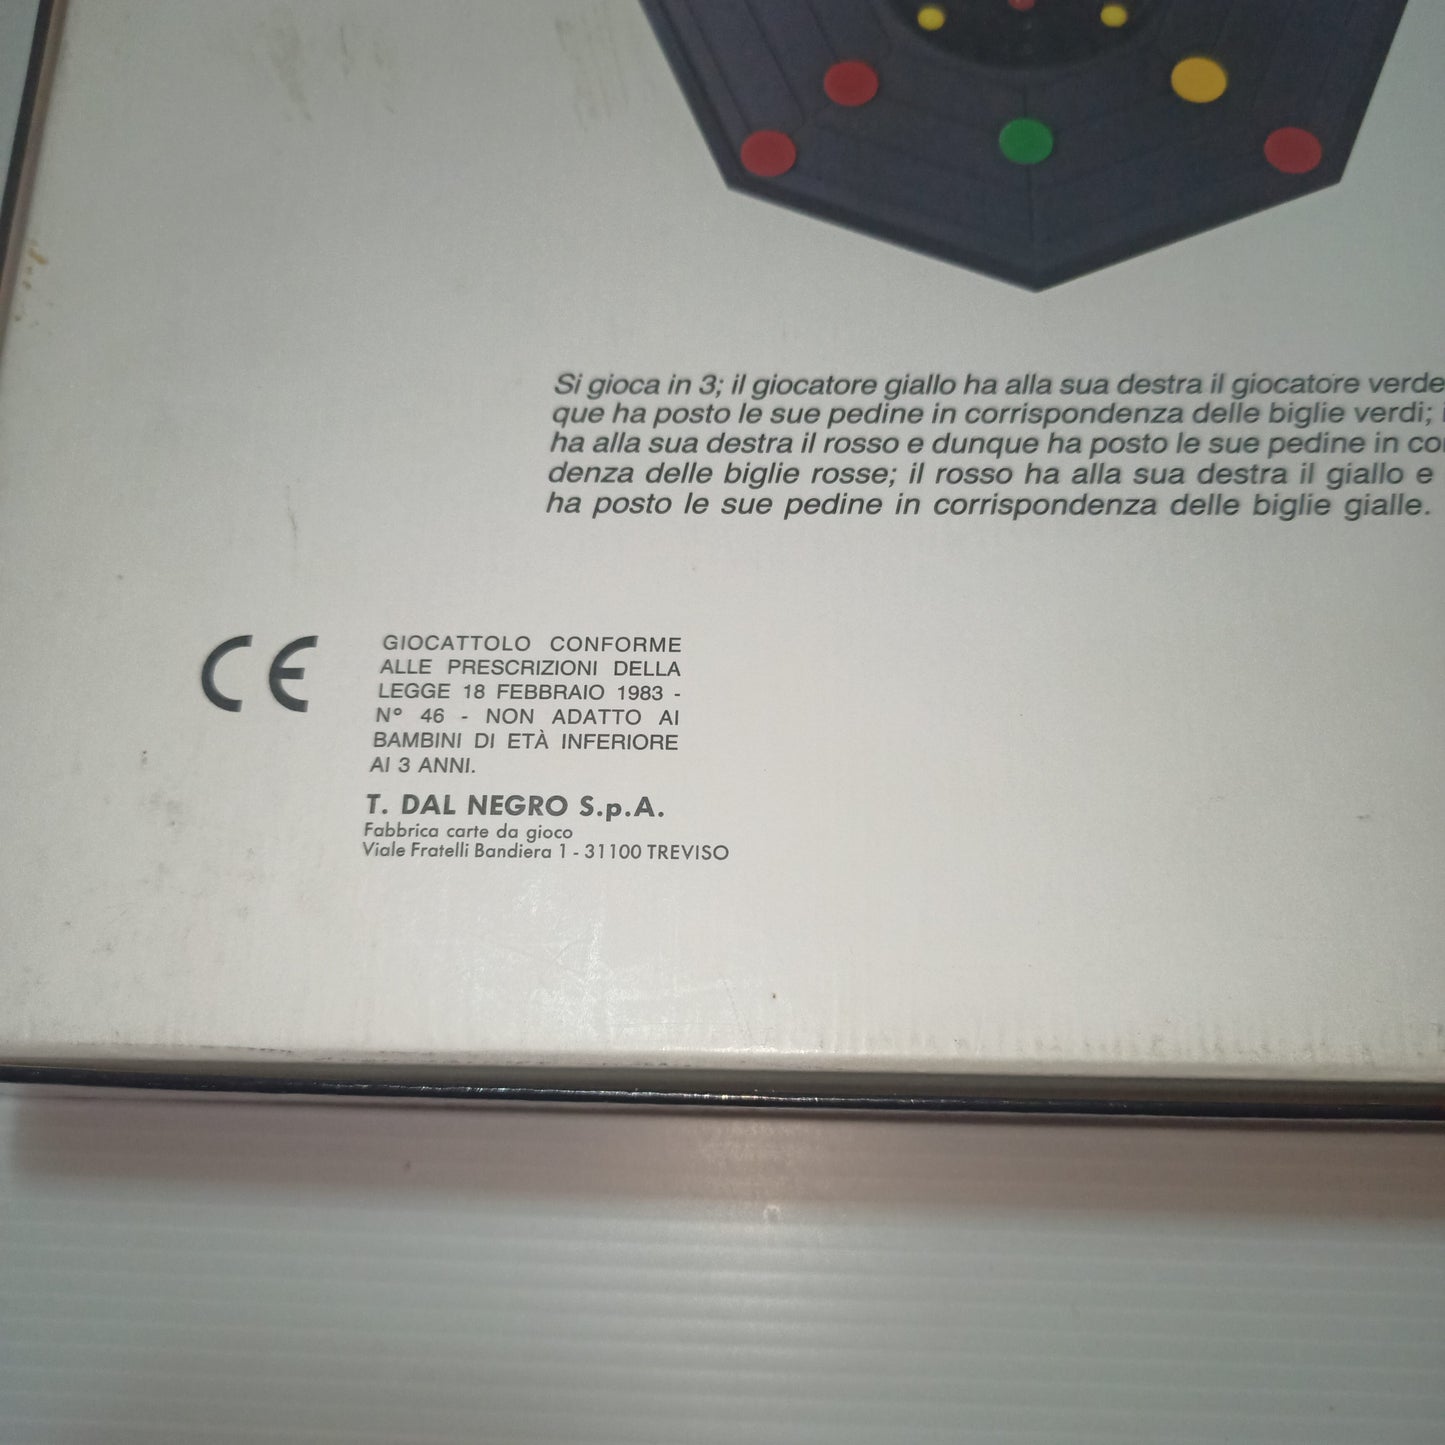 Si gioca in 3; il giocatore giallo ha alla sua destra il giocatore verde
que ha posto le sue pedine in corrispondenza delle biglie verdi;
ha alla sua destra il rosso e dunque ha posto le sue pedine in
denza delle biglie rosse; il rosso ha alla sua destra il giallo e
ha posto le sue pedine in corrispondenza delle biglie gialle.
CE
GIOCATTOLO CONFORME
ALLE PRESCRIZIONI DELLA
LEGGE 18 FEBBRAIO 1983 -
N° 46 - NON ADATTO AI
BAMBINI DI ETÀ INFERIORE
AI 3 ANNI.
T. DAL NEGRO S.p.A.
Fabbrica carte da gioco
Viale Fratelli Bandiera 1 - 31100 TREVISO